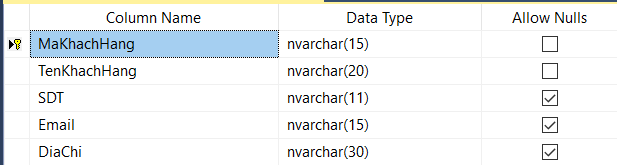 Column Name Data Type Allow Nulls
MaKhachHang nvarchar(15)
TenKhachHang nvarchar(20)
SDT nvarchar(11)
Email nvarchar(15)
DiaChi nvarchar(30)